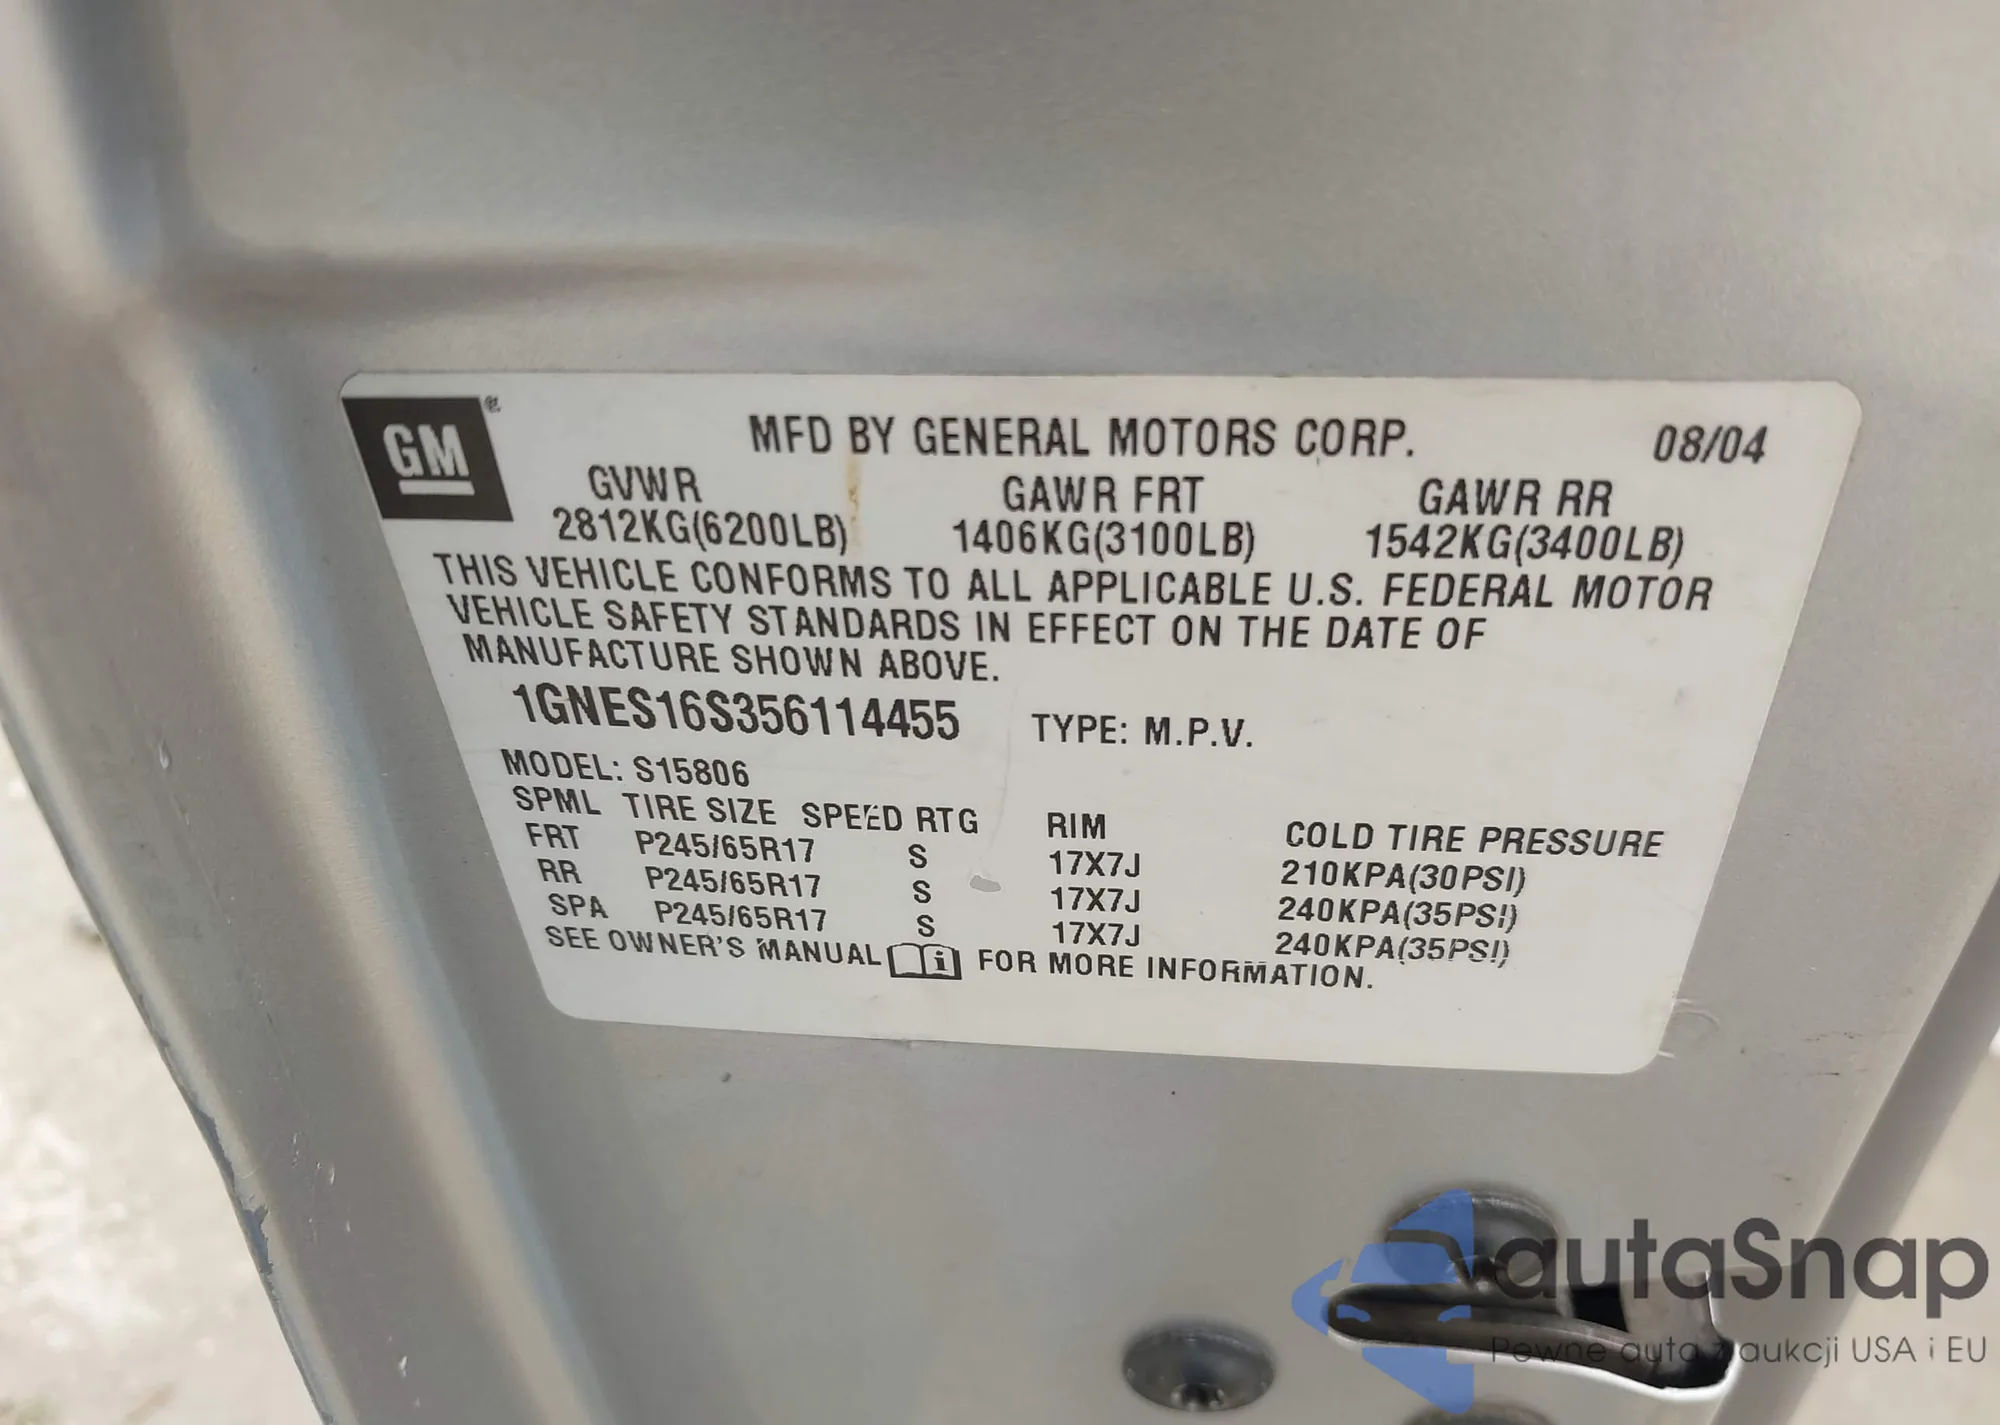 GM ®
MFD BY GENERAL MOTORS CORP. 08/04
GVWR GAWR FRT GAWR RR
2812KG(6200LB) 1406KG(3100LB) 1542KG(3400LB)
THIS VEHICLE CONFORMS TO ALL APPLICABLE U.S. FEDERAL MOTOR
VEHICLE SAFETY STANDARDS IN EFFECT ON THE DATE OF
MANUFACTURE SHOWN ABOVE.
1GNES16S356114455 TYPE: M.P.V.
MODEL: S15806
SPML TIRE SIZE SPEED RTG RIM COLD TIRE PRESSURE
FRT P245/65R17 S 17X7J 210KPA(30PSI)
RR P245/65R17 S 17X7J 240KPA(35PSI)
SPA P245/65R17 S 17X7J 240KPA(35PSI)
SEE OWNER'S MANUAL i FOR MORE INFORMATION.
autaSnap
Pewne auta z aukcji USA i EU